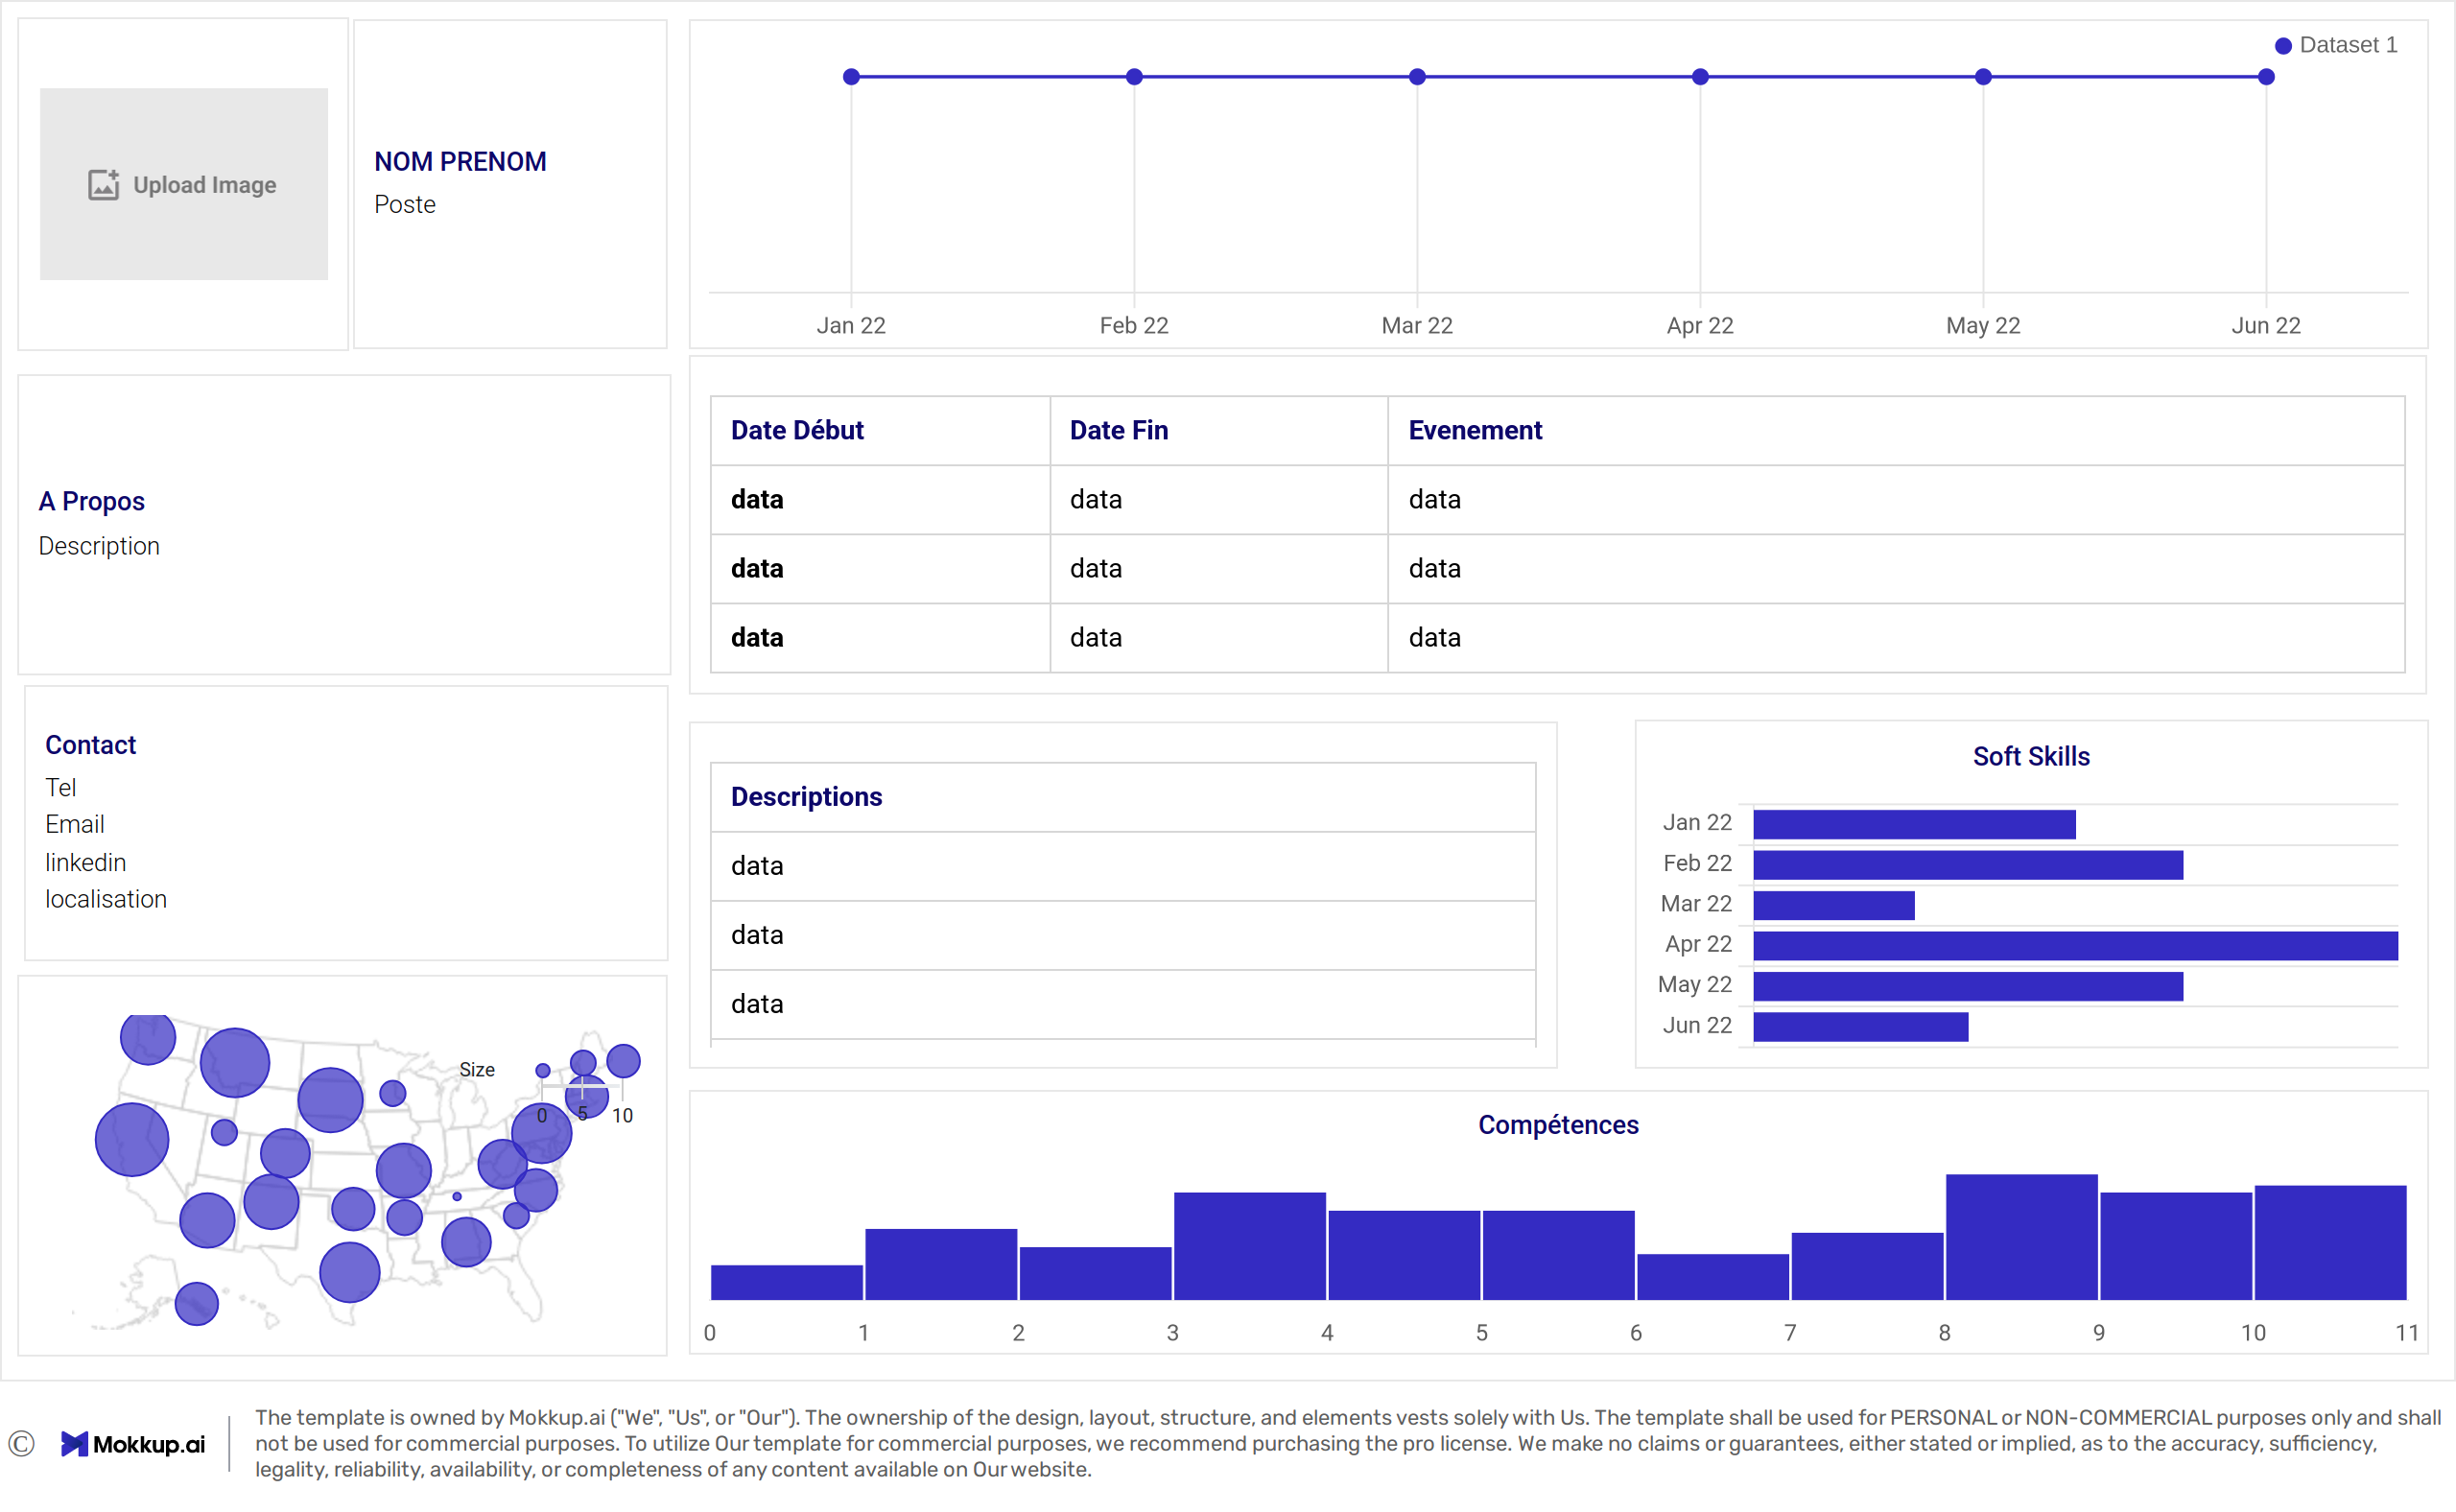 Upload Image
NOM PRENOM
Poste
Dataset 1
Jan 22 Feb 22 Mar 22 Apr 22 May 22 Jun 22
A Propos
Description
Date Début Date Fin Evenement
data data data
data data data
data data data
Contact
Tel
Email
linkedin
localisation
Descriptions
data
data
data
Soft Skills
Jan 22
Feb 22
Mar 22
Apr 22
May 22
Jun 22
Size
0 5 10
Compétences
0 1 2 3 4 5 6 7 8 9 10 11
© Mokkup.ai
The template is owned by Mokkup.ai ("We", "Us", or "Our"). The ownership of the design, layout, structure, and elements vests solely with Us. The template shall be used for PERSONAL or NON-COMMERCIAL purposes only and shall
not be used for commercial purposes. To utilize Our template for commercial purposes, we recommend purchasing the pro license. We make no claims or guarantees, either stated or implied, as to the accuracy, sufficiency,
legality, reliability, availability, or completeness of any content available on Our website.